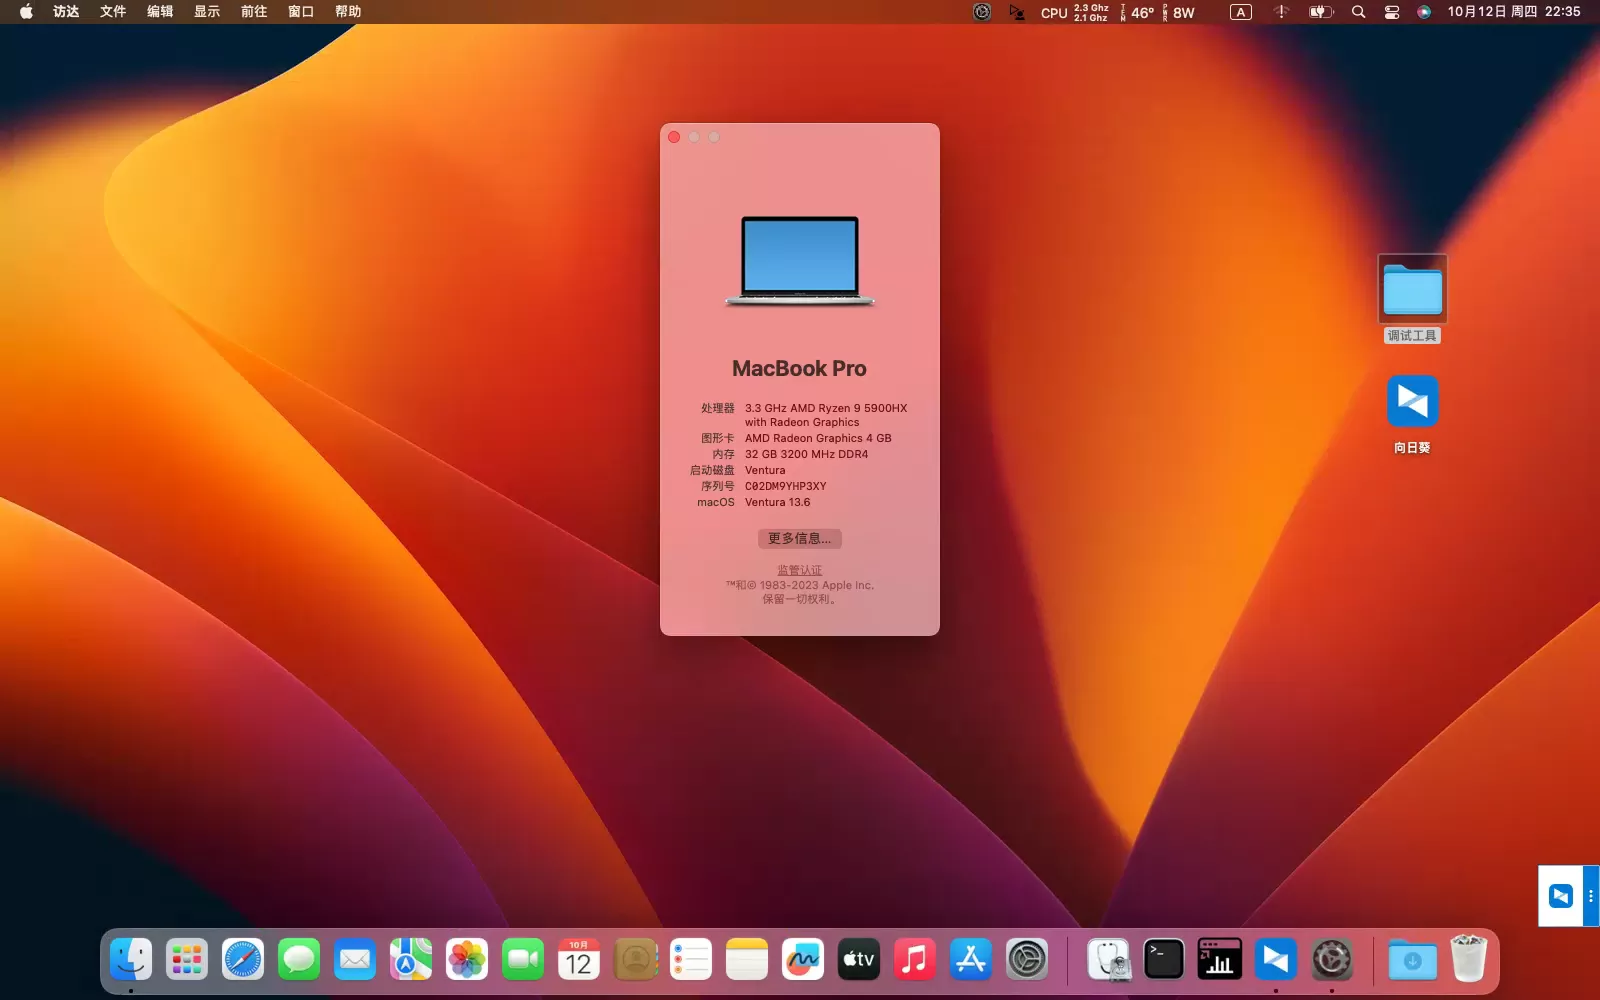 访达 文件 编辑 显示 前往 窗口 帮助
CPU 2.3 Ghz 2.1 Ghz TEM 46° PWR 8W A 10月12日 周四 22:35
MacBook Pro
处理器 3.3 GHz AMD Ryzen 9 5900HX
with Radeon Graphics
图形卡 AMD Radeon Graphics 4 GB
内存 32 GB 3200 MHz DDR4
启动磁盘 Ventura
序列号 C02DM9YHP3XY
macOS Ventura 13.6
更多信息...
监管认证
™和© 1983-2023 Apple Inc.
保留一切权利。
调试工具
向日葵
10月
12
tv